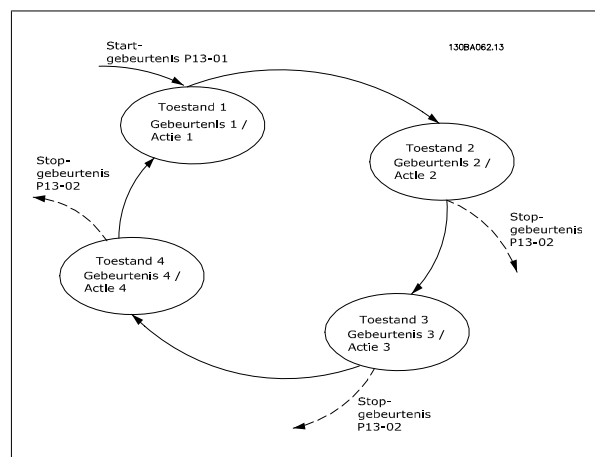 Start-
gebeurtenis P13-01
130BA062.13
Toestand 1
Gebeurtenis 1 /
Actie 1
Toestand 2
Gebeurtenis 2 /
Actie 2
Stop-
gebeurtenis
P13-02
Stop-
gebeurtenis
P13-02
Toestand 4
Gebeurtenis 4 /
Actie 4
Toestand 3
Gebeurtenis 3 /
Actie 3
Stop-
gebeurtenis
P13-02